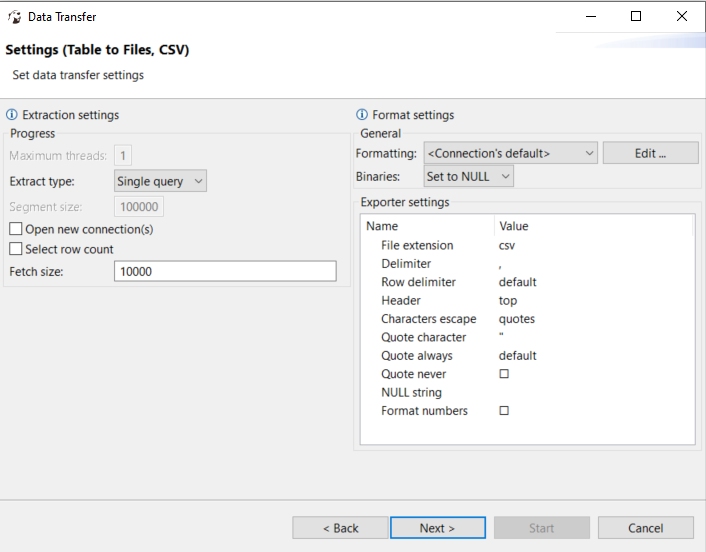 Data Transfer
Settings (Table to Files, CSV)
Set data transfer settings
Extraction settings
Progress
Maximum threads: 1
Extract type: Single query
Segment size: 100000
Open new connection(s)
Select row count
Fetch size: 10000
Format settings
General
Formatting: <Connection's default> Edit ...
Binaries: Set to NULL
Exporter settings
Name Value
File extension csv
Delimiter ,
Row delimiter default
Header top
Characters escape quotes
Quote character "
Quote always default
Quote never
NULL string
Format numbers
< Back Next > Start Cancel